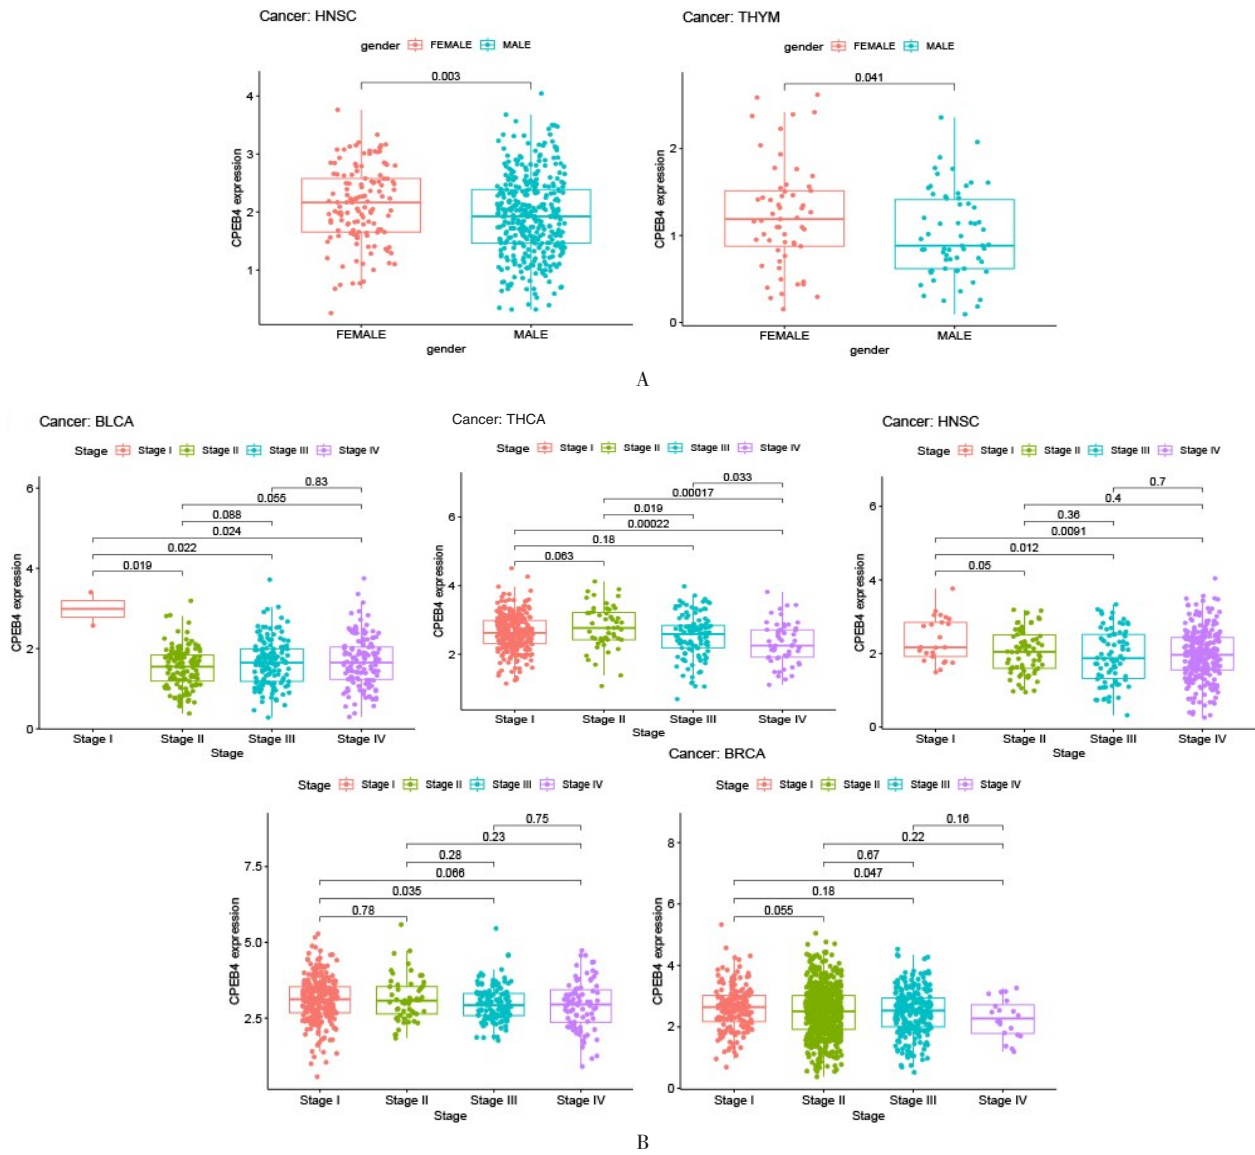 Cancer: HNSC
gender FEMALE MALE
0.003
4
3
2
1
CPEB4 expression
FEMALE MALE
gender
Cancer: THYM
gender FEMALE MALE
0.041
2
1
0
CPEB4 expression
FEMALE MALE
gender
A
Cancer: BLCA
Stage Stage I Stage II Stage III Stage IV
0.83
0.055
0.088
0.024
0.022
0.019
6
4
2
0
CPEB4 expression
Stage I Stage II Stage III Stage IV
Stage
Cancer: THCA
Stage Stage I Stage II Stage III Stage IV
0.033
0.00017
0.019
0.00022
0.18
0.063
6
4
2
CPEB4 expression
Stage I Stage II Stage III Stage IV
Stage
Cancer: HNSC
Stage Stage I Stage II Stage III Stage IV
0.7
0.4
0.36
0.0091
0.012
0.05
6
4
2
0
CPEB4 expression
Stage I Stage II Stage III Stage IV
Stage
Stage Stage I Stage II Stage III Stage IV
0.75
0.23
0.28
0.066
0.035
0.78
7.5
5.0
2.5
CPEB4 expression
Stage I Stage II Stage III Stage IV
Stage
Cancer: BRCA
Stage Stage I Stage II Stage III Stage IV
0.16
0.22
0.67
0.047
0.18
0.055
8
6
4
2
0
CPEB4 expression
Stage I Stage II Stage III Stage IV
Stage
B